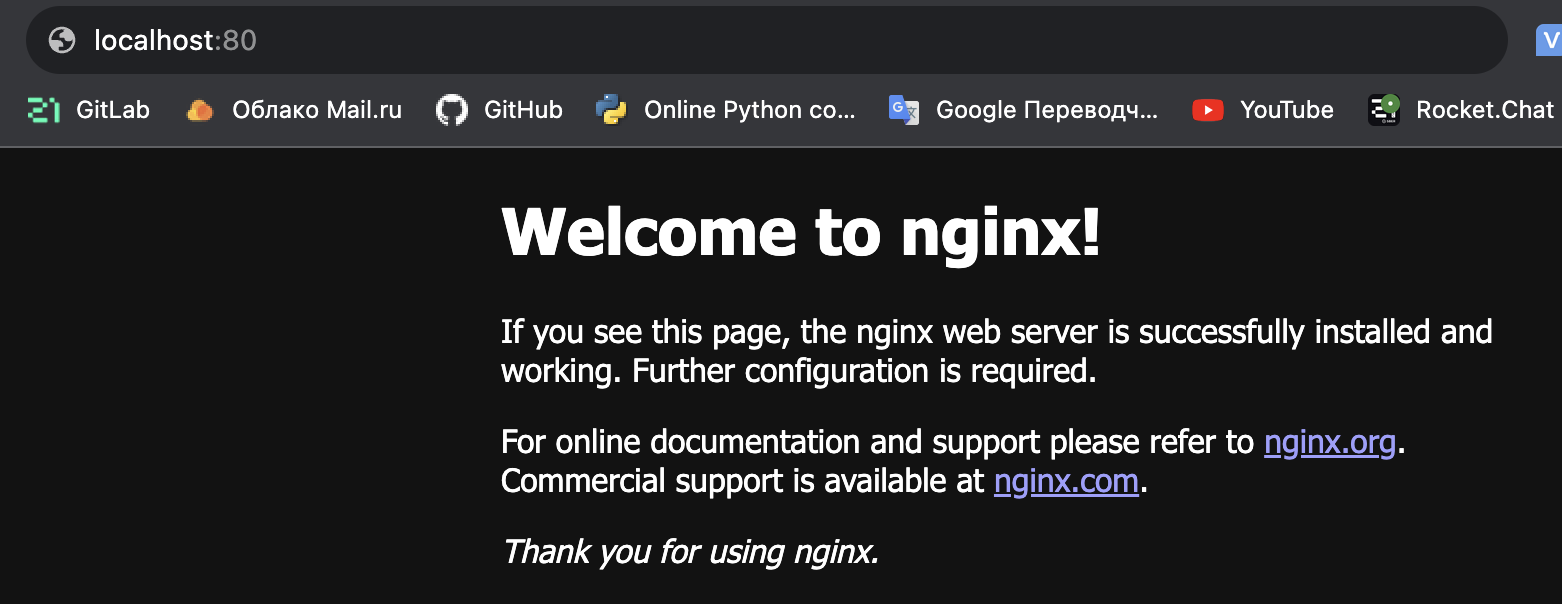 localhost:80
GitLab Облако Mail.ru GitHub Online Python co... Google Переводч... YouTube Rocket.Chat
Welcome to nginx!
If you see this page, the nginx web server is successfully installed and
working. Further configuration is required.
For online documentation and support please refer to nginx.org.
Commercial support is available at nginx.com.
Thank you for using nginx.